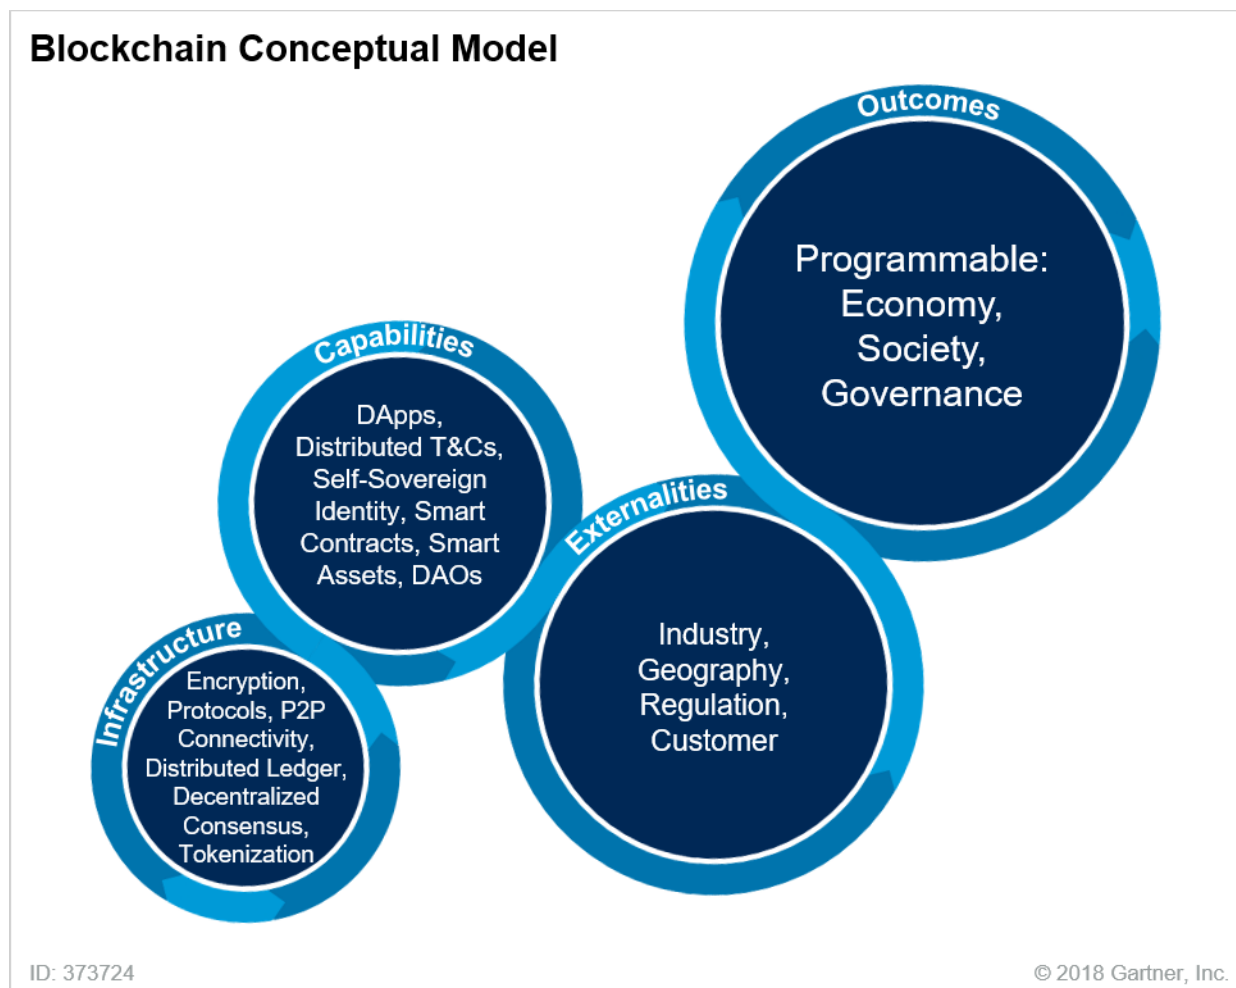 Blockchain Conceptual Model
Outcomes
Programmable:
Economy,
Society,
Governance
Capabilities
DApps,
Distributed T&Cs,
Self-Sovereign
Identity, Smart
Contracts, Smart
Assets, DAOs
Externalities
Industry,
Geography,
Regulation,
Customer
Infrastructure
Encryption,
Protocols, P2P
Connectivity,
Distributed Ledger,
Decentralized
Consensus,
Tokenization
ID: 373724
© 2018 Gartner, Inc.